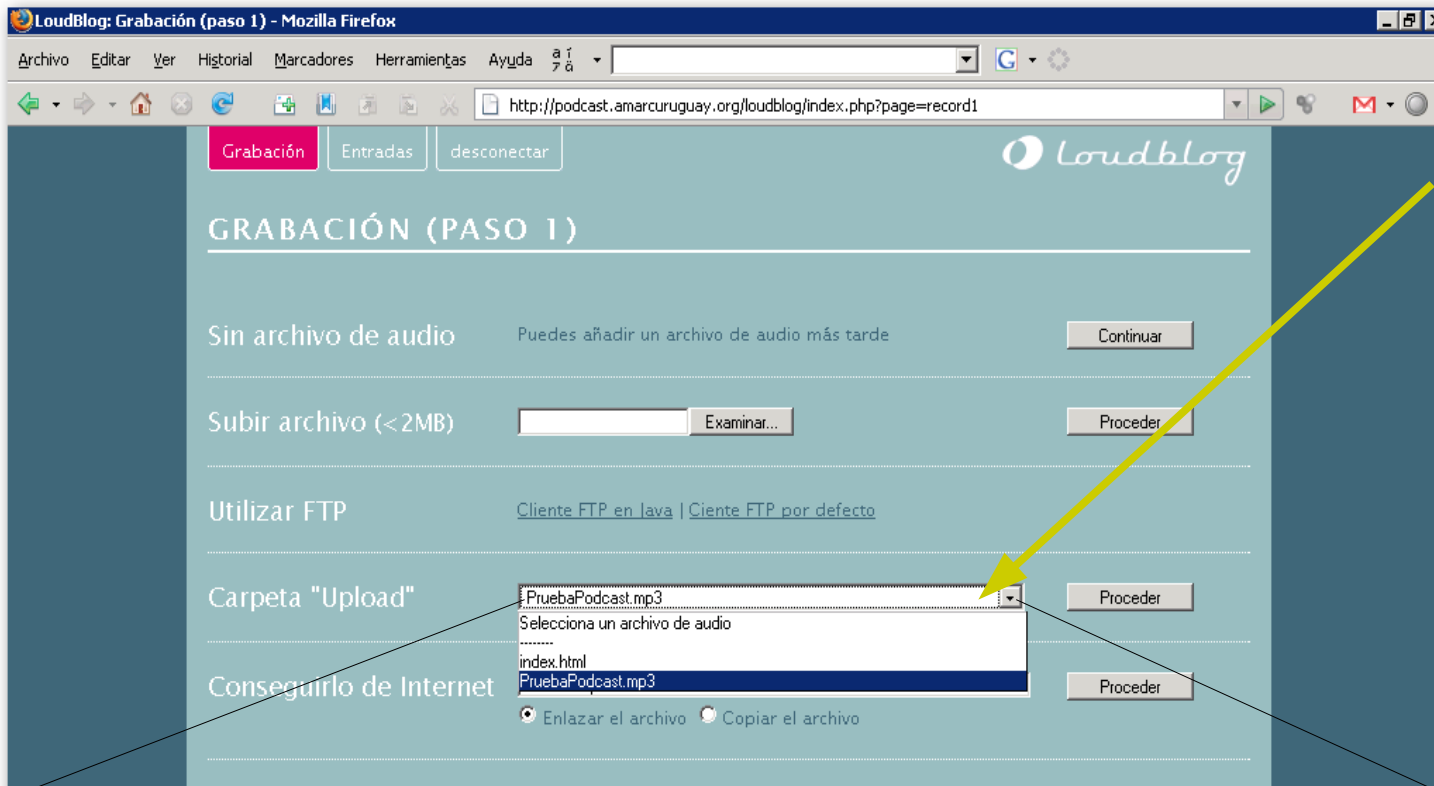 LoudBlog: Grabación (paso 1) - Mozilla Firefox
Archivo Editar Ver Historial Marcadores Herramientas Ayuda
http://podcast.amarcuruguay.org/loudblog/index.php?page=record1
Grabación Entradas desconectar Loudblog
GRABACIÓN (PASO 1)
Sin archivo de audio Puedes añadir un archivo de audio más tarde Continuar
Subir archivo (<2MB) Examinar... Proceder
Utilizar FTP Cliente FTP en Java | Ciente FTP por defecto
Carpeta "Upload" PruebaPodcast.mp3 Proceder
Selecciona un archivo de audio
--------
index.html
Conseguirlo de Internet PruebaPodcast.mp3 Proceder
Enlazar el archivo Copiar el archivo